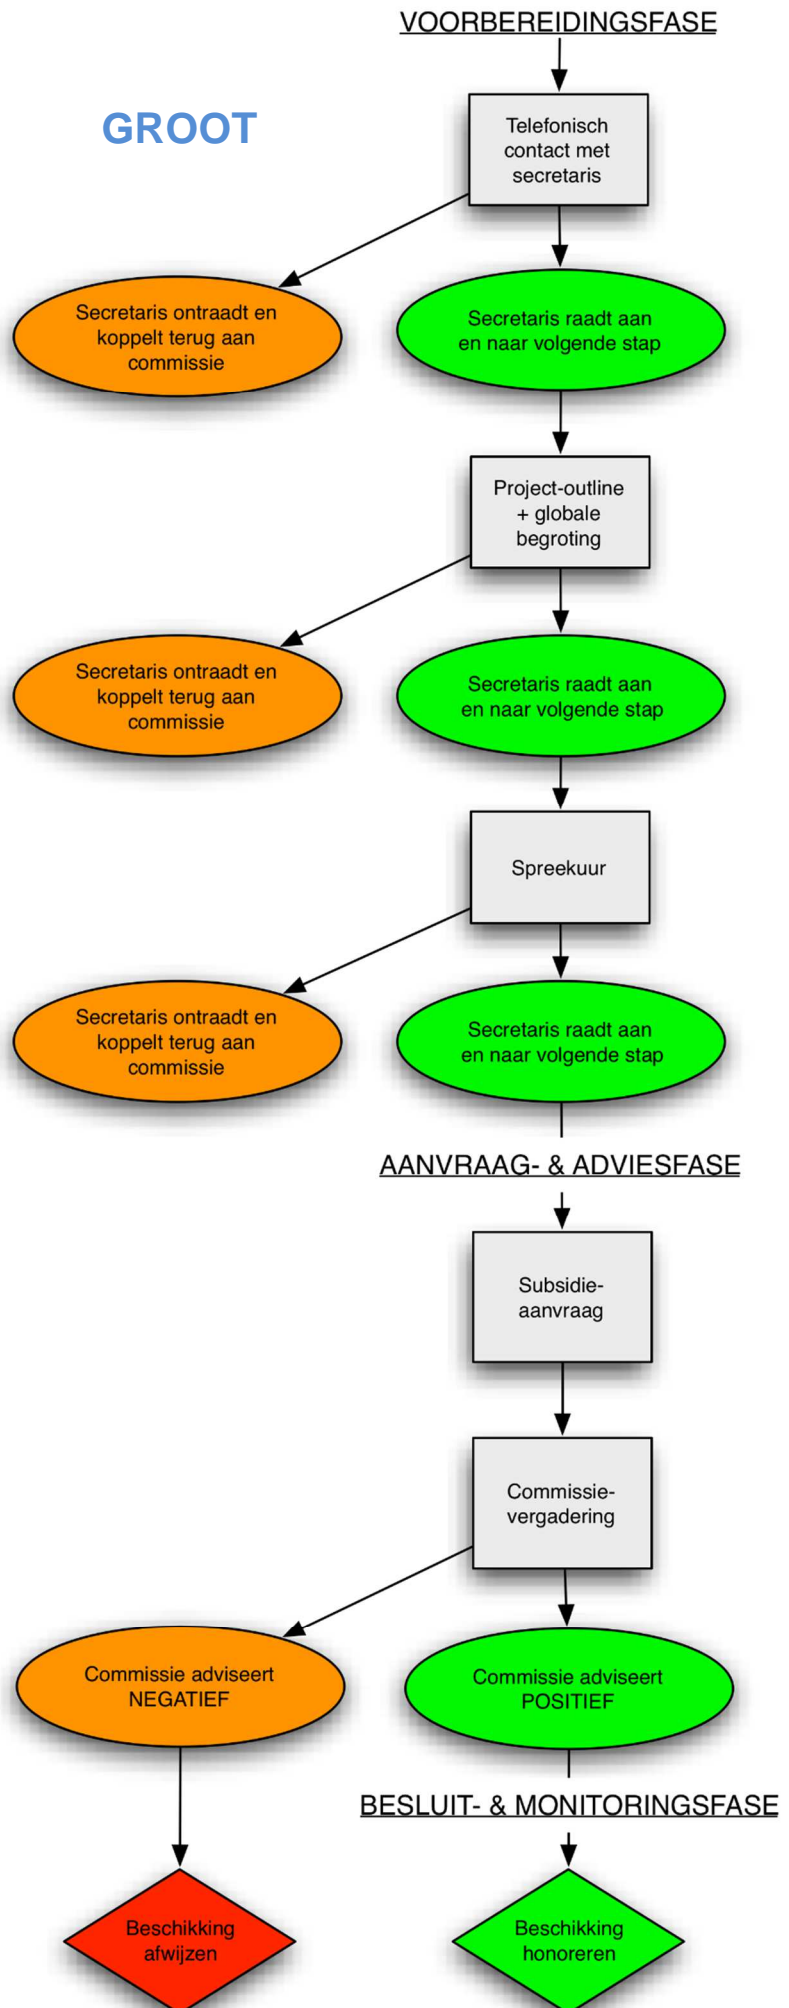 VOORBEREIDINGSFASE
GROOT
Telefonisch
contact met
secretaris
Secretaris ontraadt en
koppelt terug aan
commissie
Secretaris raadt aan
en naar volgende stap
Project-outline
+ globale
begroting
Secretaris ontraadt en
koppelt terug aan
commissie
Secretaris raadt aan
en naar volgende stap
Spreekuur
Secretaris ontraadt en
koppelt terug aan
commissie
Secretaris raadt aan
en naar volgende stap
AANVRAAG- & ADVIESFASE
Subsidie-
aanvraag
Commissie-
vergadering
Commissie adviseert
NEGATIEF
Commissie adviseert
POSITIEF
BESLUIT- & MONITORINGSFASE
Beschikking
afwijzen
Beschikking
honoreren